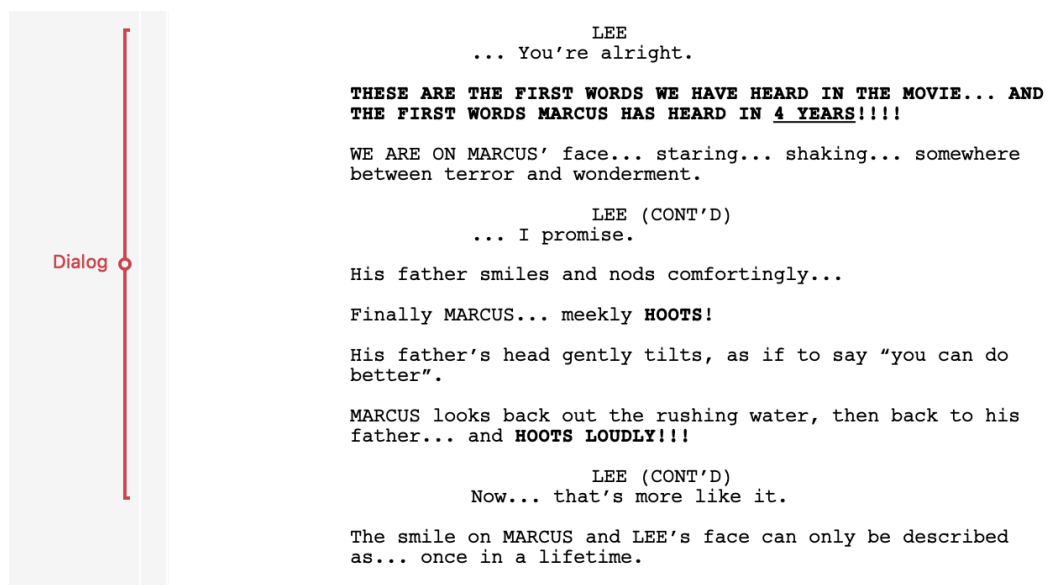 LEE
... You're alright.
THESE ARE THE FIRST WORDS WE HAVE HEARD IN THE MOVIE... AND
THE FIRST WORDS MARCUS HAS HEARD IN 4 YEARS!!!!
WE ARE ON MARCUS’ face... staring... shaking... somewhere
between terror and wonderment.
LEE (CONT’D)
... I promise.
Dialog
His father smiles and nods comfortingly...
Finally MARCUS... meekly HOOTS!
His father’s head gently tilts, as if to say “you can do
better”.
MARCUS looks back out the rushing water, then back to his
father... and HOOTS LOUDLY!!!
LEE (CONT’D)
Now... that’s more like it.
The smile on MARCUS and LEE’s face can only be described
as... once in a lifetime.